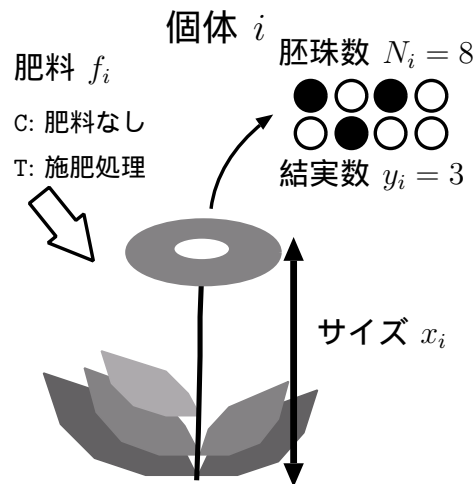 個体 i
肥料 f_i
C: 肥料なし
T: 施肥処理
胚珠数 N_i = 8
結実数 y_i = 3
サイズ x_i